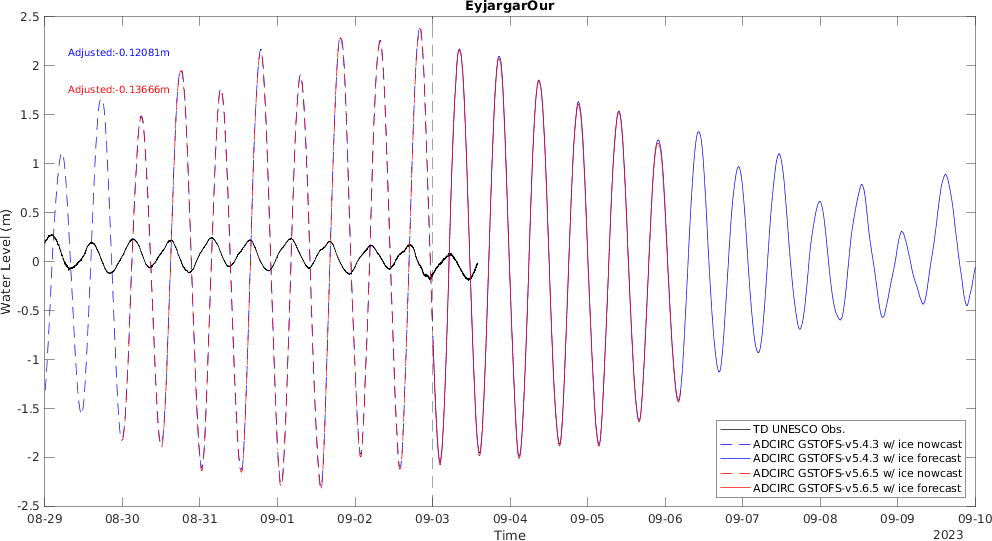 EyjargarOur
Adjusted:-0.12081m
Adjusted:-0.13666m
Water Level (m)
2.5
2
1.5
1
0.5
0
-0.5
-1
-1.5
-2
-2.5
TD UNESCO Obs.
ADCIRC GSTOFS-v5.4.3 w/ ice nowcast
ADCIRC GSTOFS-v5.4.3 w/ ice forecast
ADCIRC GSTOFS-v5.6.5 w/ ice nowcast
ADCIRC GSTOFS-v5.6.5 w/ ice forecast
08-29 08-30 08-31 09-01 09-02 09-03 09-04 09-05 09-06 09-07 09-08 09-09 09-10
Time
2023